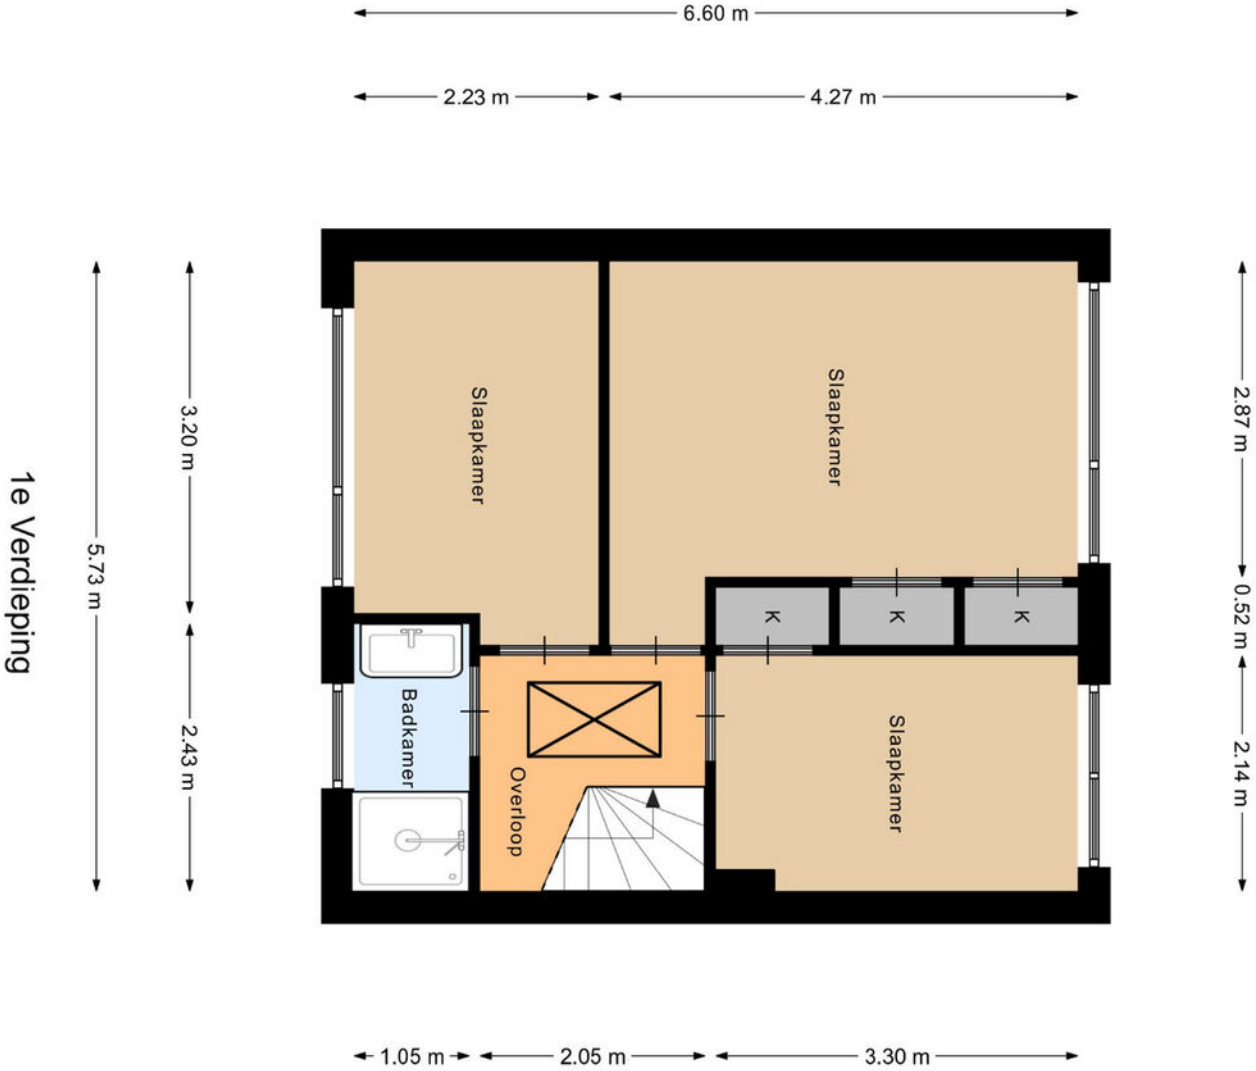 6.60 m
2.23 m
4.27 m
Slaapkamer
Slaapkamer
2.87 m
3.20 m
1e Verdieping
5.73 m
0.52 m
K
K
K
Badkamer
Overloop
Slaapkamer
2.43 m
2.14 m
1.05 m
2.05 m
3.30 m